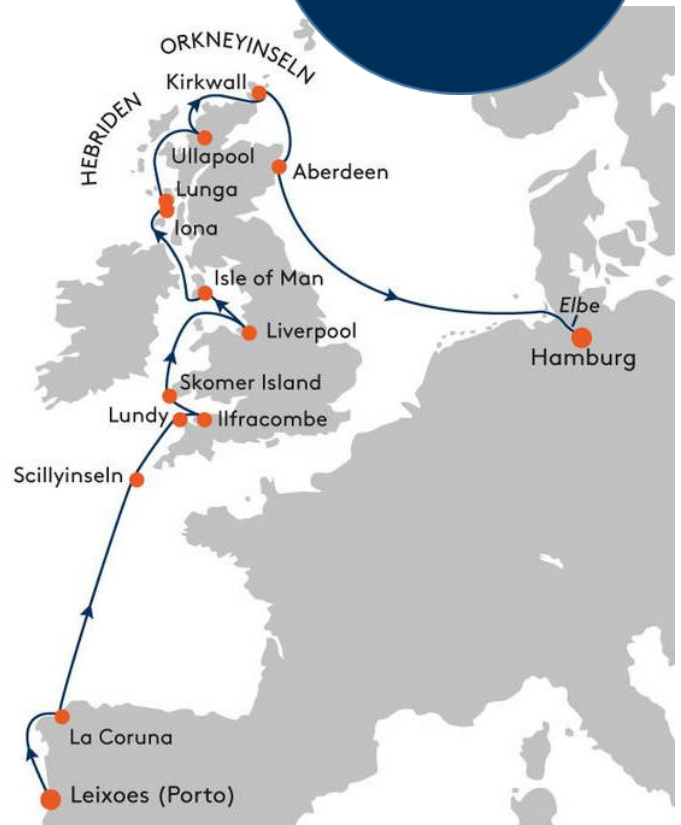 ORKNEYINSELN
Kirkwall
HEBRIDEN
Ullapool
Aberdeen
Lunga
Iona
Isle of Man
Elbe
Liverpool
Hamburg
Skomer Island
Lundy
Ilfracombe
Scillyinseln
La Coruna
Leixoes (Porto)